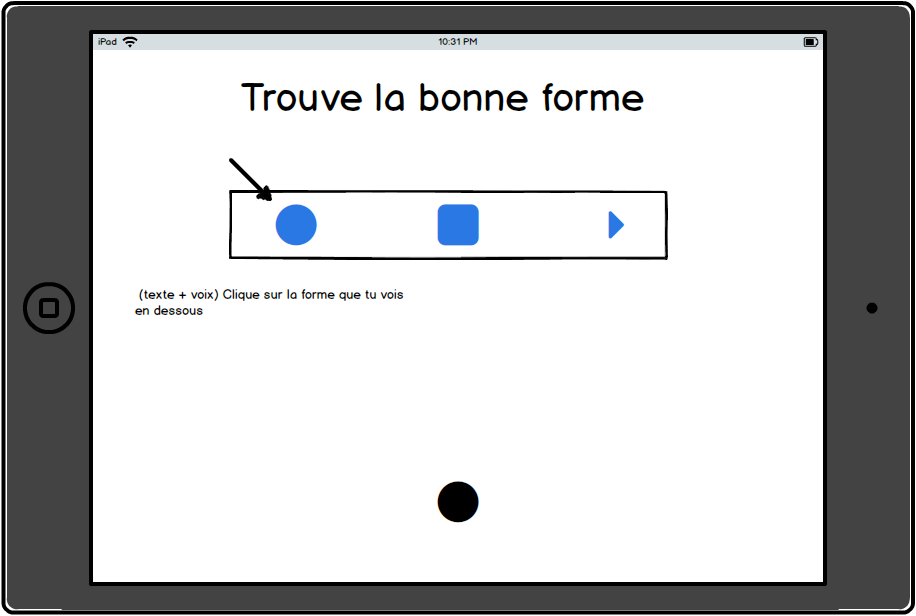 iPad 10:31 PM
Trouve la bonne forme
(texte + voix) Clique sur la forme que tu vois
en dessous